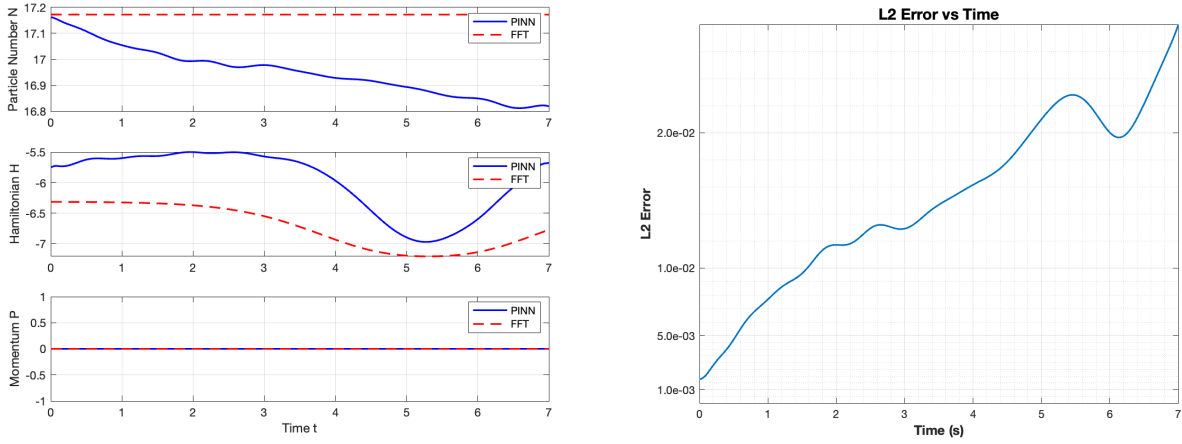 17.2
17.1
17
16.9
16.8
Particle Number N
PINN
FFT
0 1 2 3 4 5 6 7
-5.5
-6
-6.5
-7
Hamiltonian H
PINN
FFT
0 1 2 3 4 5 6 7
1
0.5
0
-0.5
-1
Momentum P
PINN
FFT
0 1 2 3 4 5 6 7
Time t
L2 Error vs Time
2.0e-02
1.0e-02
5.0e-03
1.0e-03
L2 Error
0 1 2 3 4 5 6 7
Time (s)